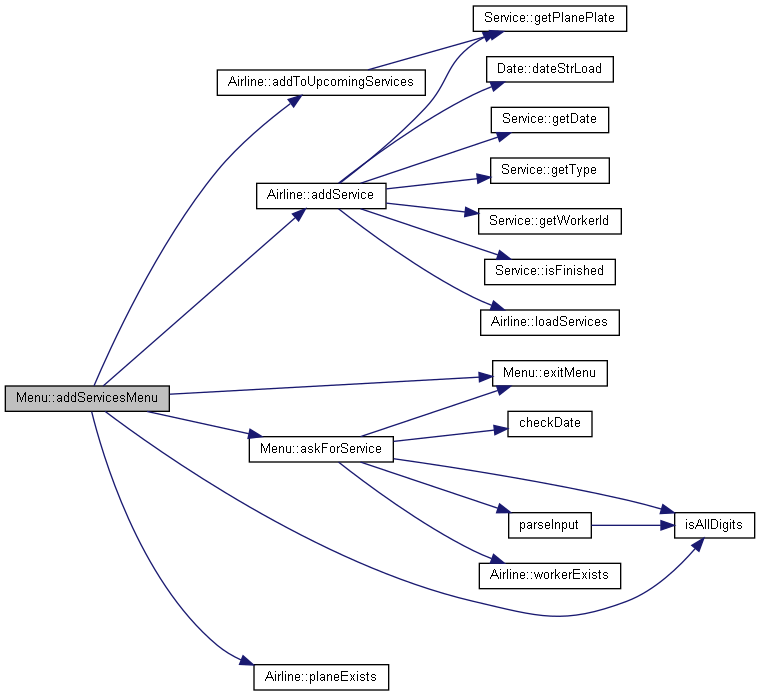 Service::getPlanePlate
Date::dateStrLoad
Airline::addToUpcomingServices
Service::getDate
Service::getType
Airline::addService
Service::getWorkerId
Service::isFinished
Airline::loadServices
Menu::exitMenu
Menu::addServicesMenu
checkDate
Menu::askForService
parseInput
isAllDigits
Airline::workerExists
Airline::planeExists